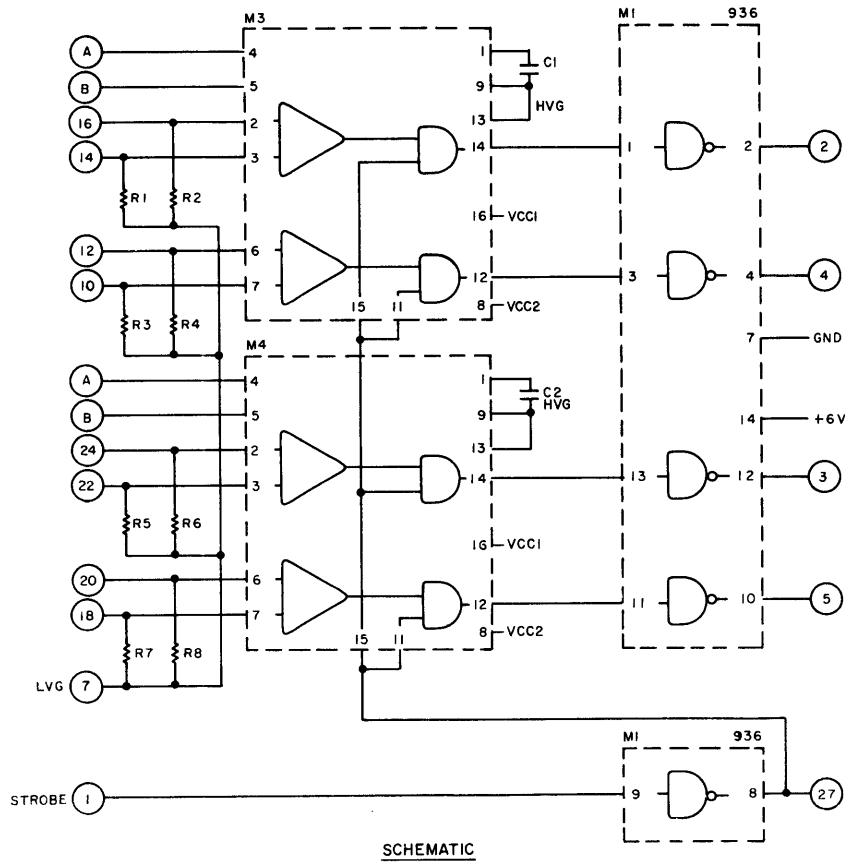 M3
M1 936
A 4 1 C1
B 5 9 HVG
16 2 13
14 3 14 1 2 2
R1 R2
16 VCC1
12 6
10 7 12 3 4 4
R3 R4 15 11 8 VCC2
7 GND
M4
A 4 1 C2
B 5 9 HVG
14 +6V
24 2 13
22 3 14 13 12 3
R5 R6
16 VCC1
20 6
18 7 12 11 10 5
R7 R8 15 11 8 VCC2
LVG 7
M1 936
STROBE 1 9 8 27
SCHEMATIC